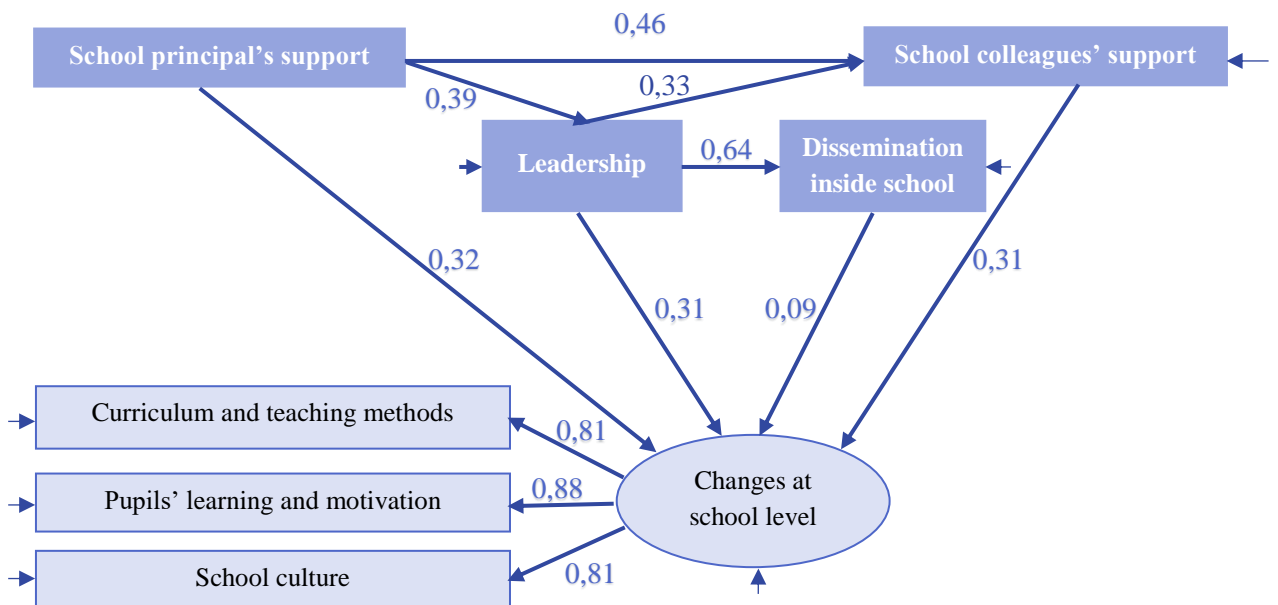 0,46
School principal’s support
School colleagues’ support
0,39
0,33
Leadership
0,64
Dissemination
inside school
0,32
0,31
0,09
0,31
Curriculum and teaching methods
0,81
Pupils’ learning and motivation
0,88
Changes at
school level
School culture
0,81